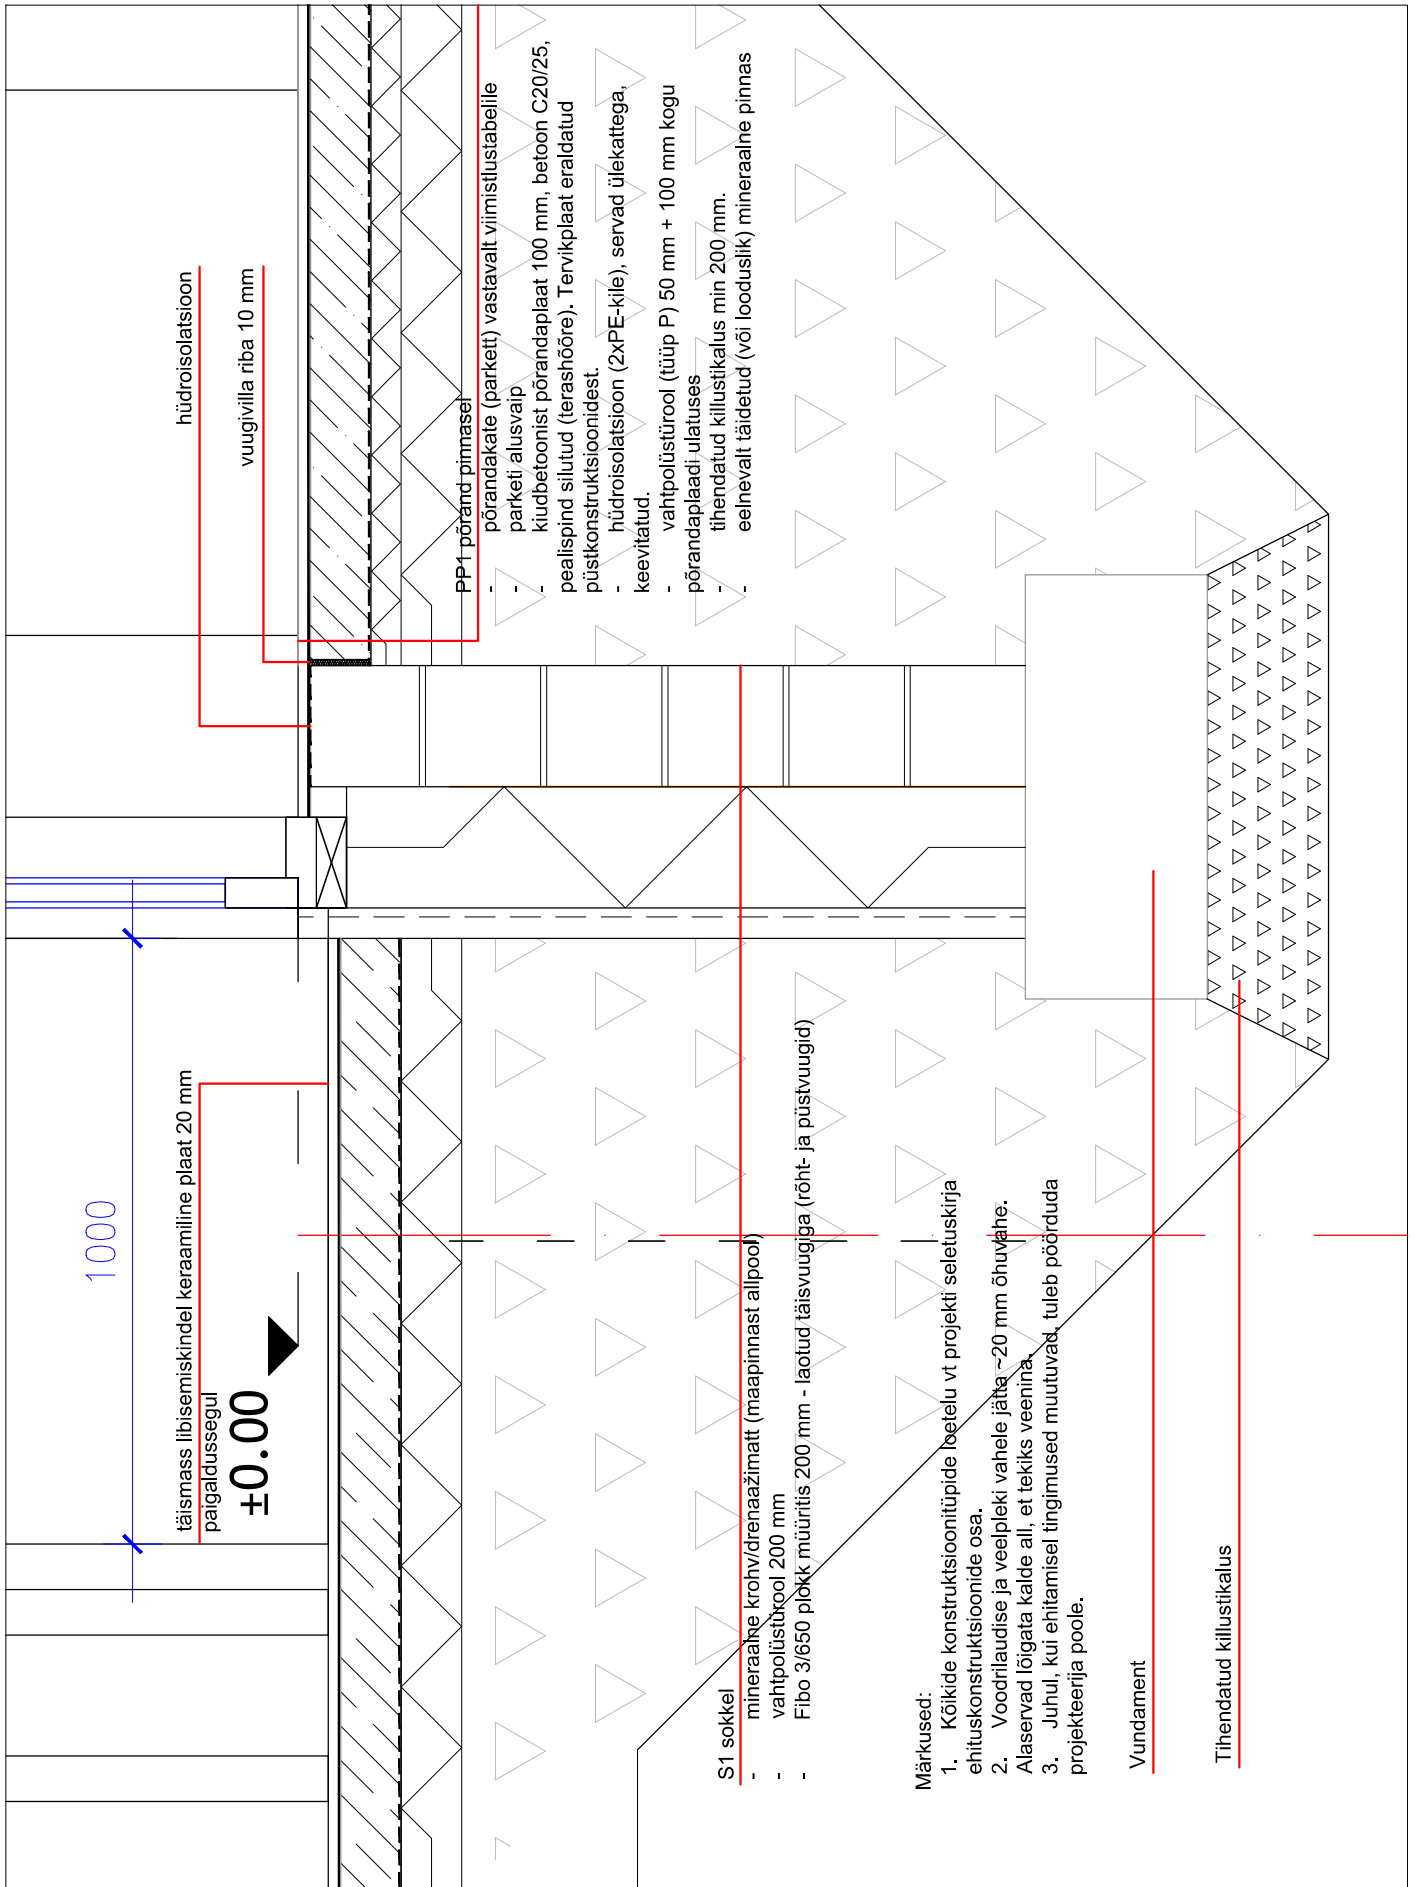 täismass libisemiskindel keraamiline plaat 20 mm
paigaldussegul
±0.00
1000
hüdroisolatsioon
vuugivilla riba 10 mm
PP1 põrand pinnasel
- põrandakate (parkett) vastavalt viimistlustabelile
- parketi alusvaip
- kiudbetoonist põrandaplaat 100 mm, betoon C20/25,
pealispind silutud (terashõõre). Tervikplaat eraldatud
püstkonstruktsioonidest.
- hüdroisolatsioon (2xPE-kile), servad ülekattega,
keevitatud.
- vahtpolüstürool (tüüp P) 50 mm + 100 mm kogu
põrandaplaadi ulatuses
- tihendatud killustikalus min 200 mm.
- eelnevalt täidetud (või looduslik) mineraalne pinnas
S1 sokkel
- mineraalne krohv/drenaažimatt (maapinnast allpool)
- vahtpolüstürool 200 mm
- Fibo 3/650 plokk müüritis 200 mm - laotud täisvuugiga (rõht- ja püstvuugid)
Märkused:
1. Kõikide konstruktsioonitüüpide loetelu vt projekti seletuskirja
ehituskonstruktsioonide osa.
2. Voodrilaudise ja veepleki vahele jätta ~20 mm õhuvahe.
Alaservad lõigata kalde all, et tekiks veenina.
3. Juhul, kui ehitamisel tingimused muutuvad, tuleb pöörduda
projekteerija poole.
Vundament
Tihendatud killustikalus